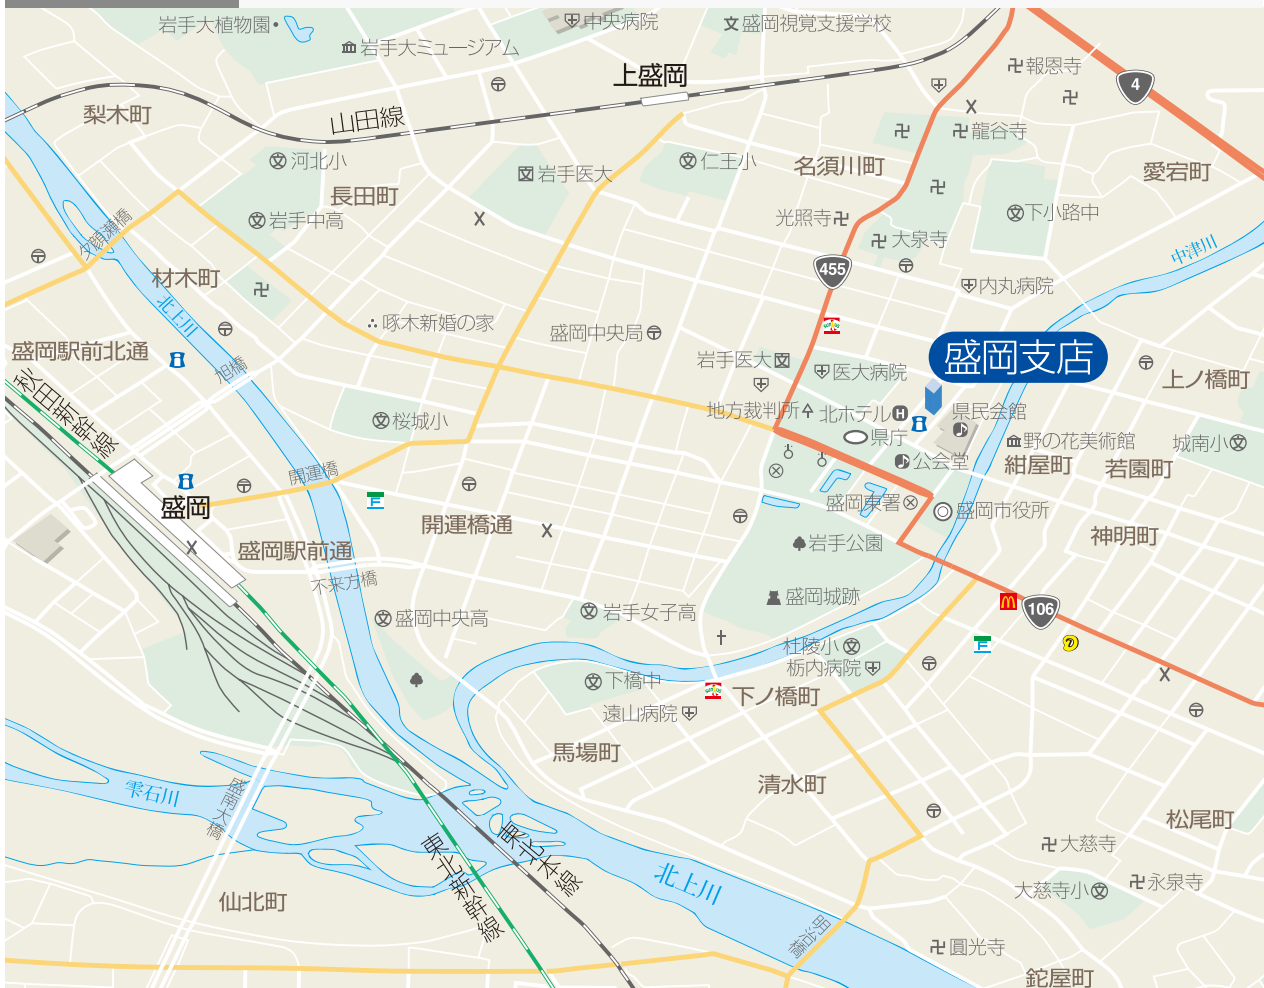 岩手大植物園
中央病院
盛岡視覚支援学校
岩手大ミュージアム
上盛岡
報恩寺
4
梨木町
山田線
龍谷寺
河北小
岩手医大
仁王小
名須川町
愛宕町
長田町
岩手中高
光照寺
下小路中
夕顔瀬橋
大泉寺
中津川
材木町
455
内丸病院
北上川
啄木新婚の家
盛岡中央局
盛岡駅前北通
旭橋
岩手医大
医大病院
盛岡支店
上ノ橋町
秋田新幹線
地方裁判所
北ホテル
H
県民会館
桜城小
県庁
野の花美術館
城南小
公会堂
紺屋町
若園町
開運橋
盛岡
盛岡東署
盛岡市役所
開運橋通
神明町
盛岡駅前通
岩手公園
不来方橋
盛岡城跡
盛岡中央高
岩手女子高
106
杜陵小
栃内病院
下橋中
下ノ橋町
遠山病院
馬場町
清水町
雫石川
盛南大橋
松尾町
東北新幹線
東北本線
大慈寺
北上川
大慈寺小
永泉寺
仙北町
明治橋
圓光寺
鉈屋町